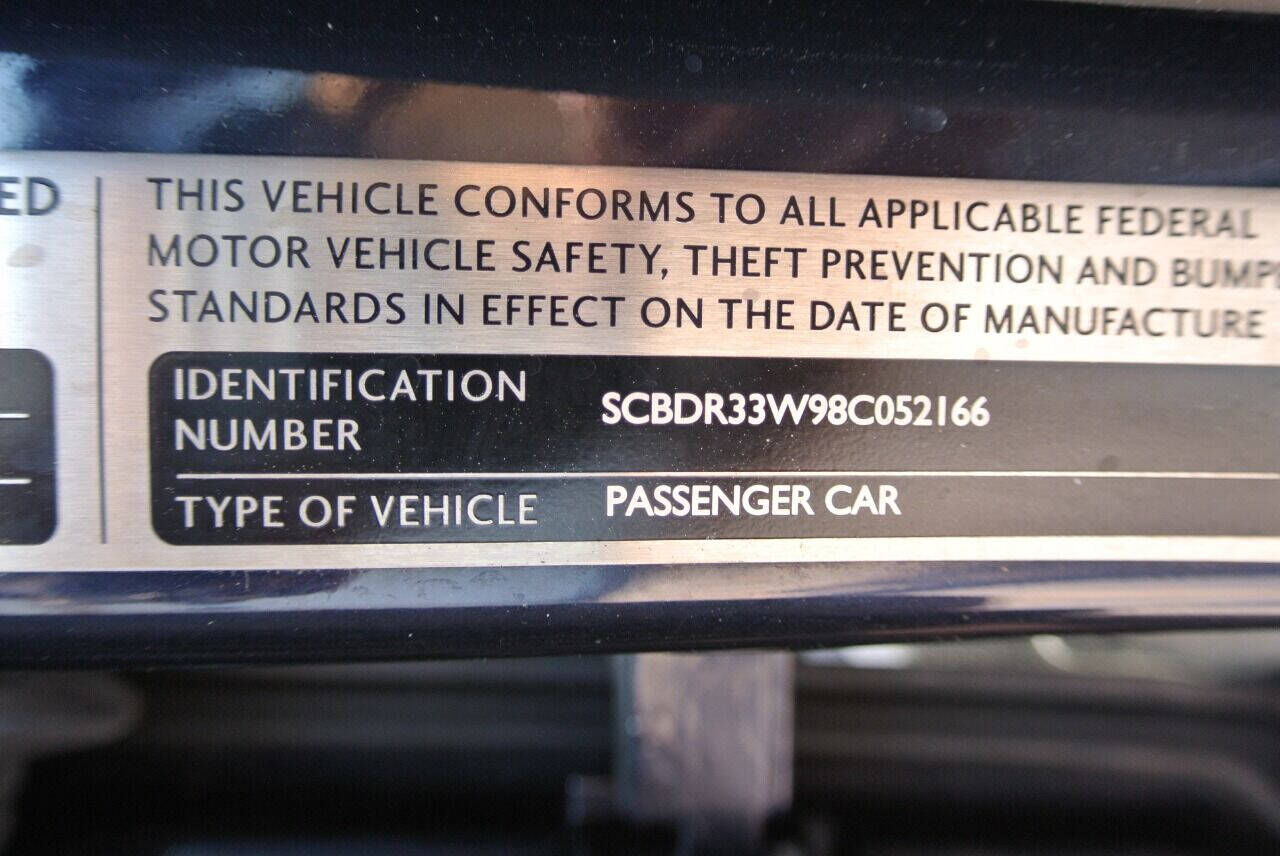 ED
THIS VEHICLE CONFORMS TO ALL APPLICABLE FEDERAL
MOTOR VEHICLE SAFETY, THEFT PREVENTION AND BUMP
STANDARDS IN EFFECT ON THE DATE OF MANUFACTURE
IDENTIFICATION
NUMBER
SCBDR33W98C052166
TYPE OF VEHICLE
PASSENGER CAR